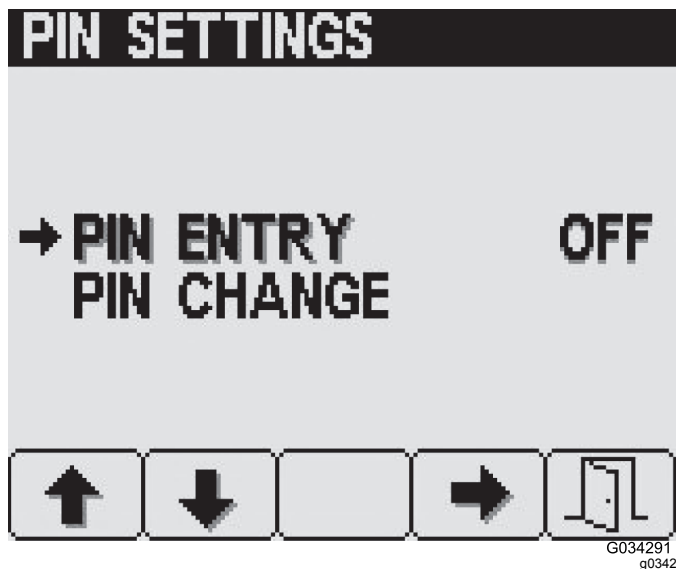 PIN SETTINGS
PIN ENTRY OFF
PIN CHANGE
G034291
g0342